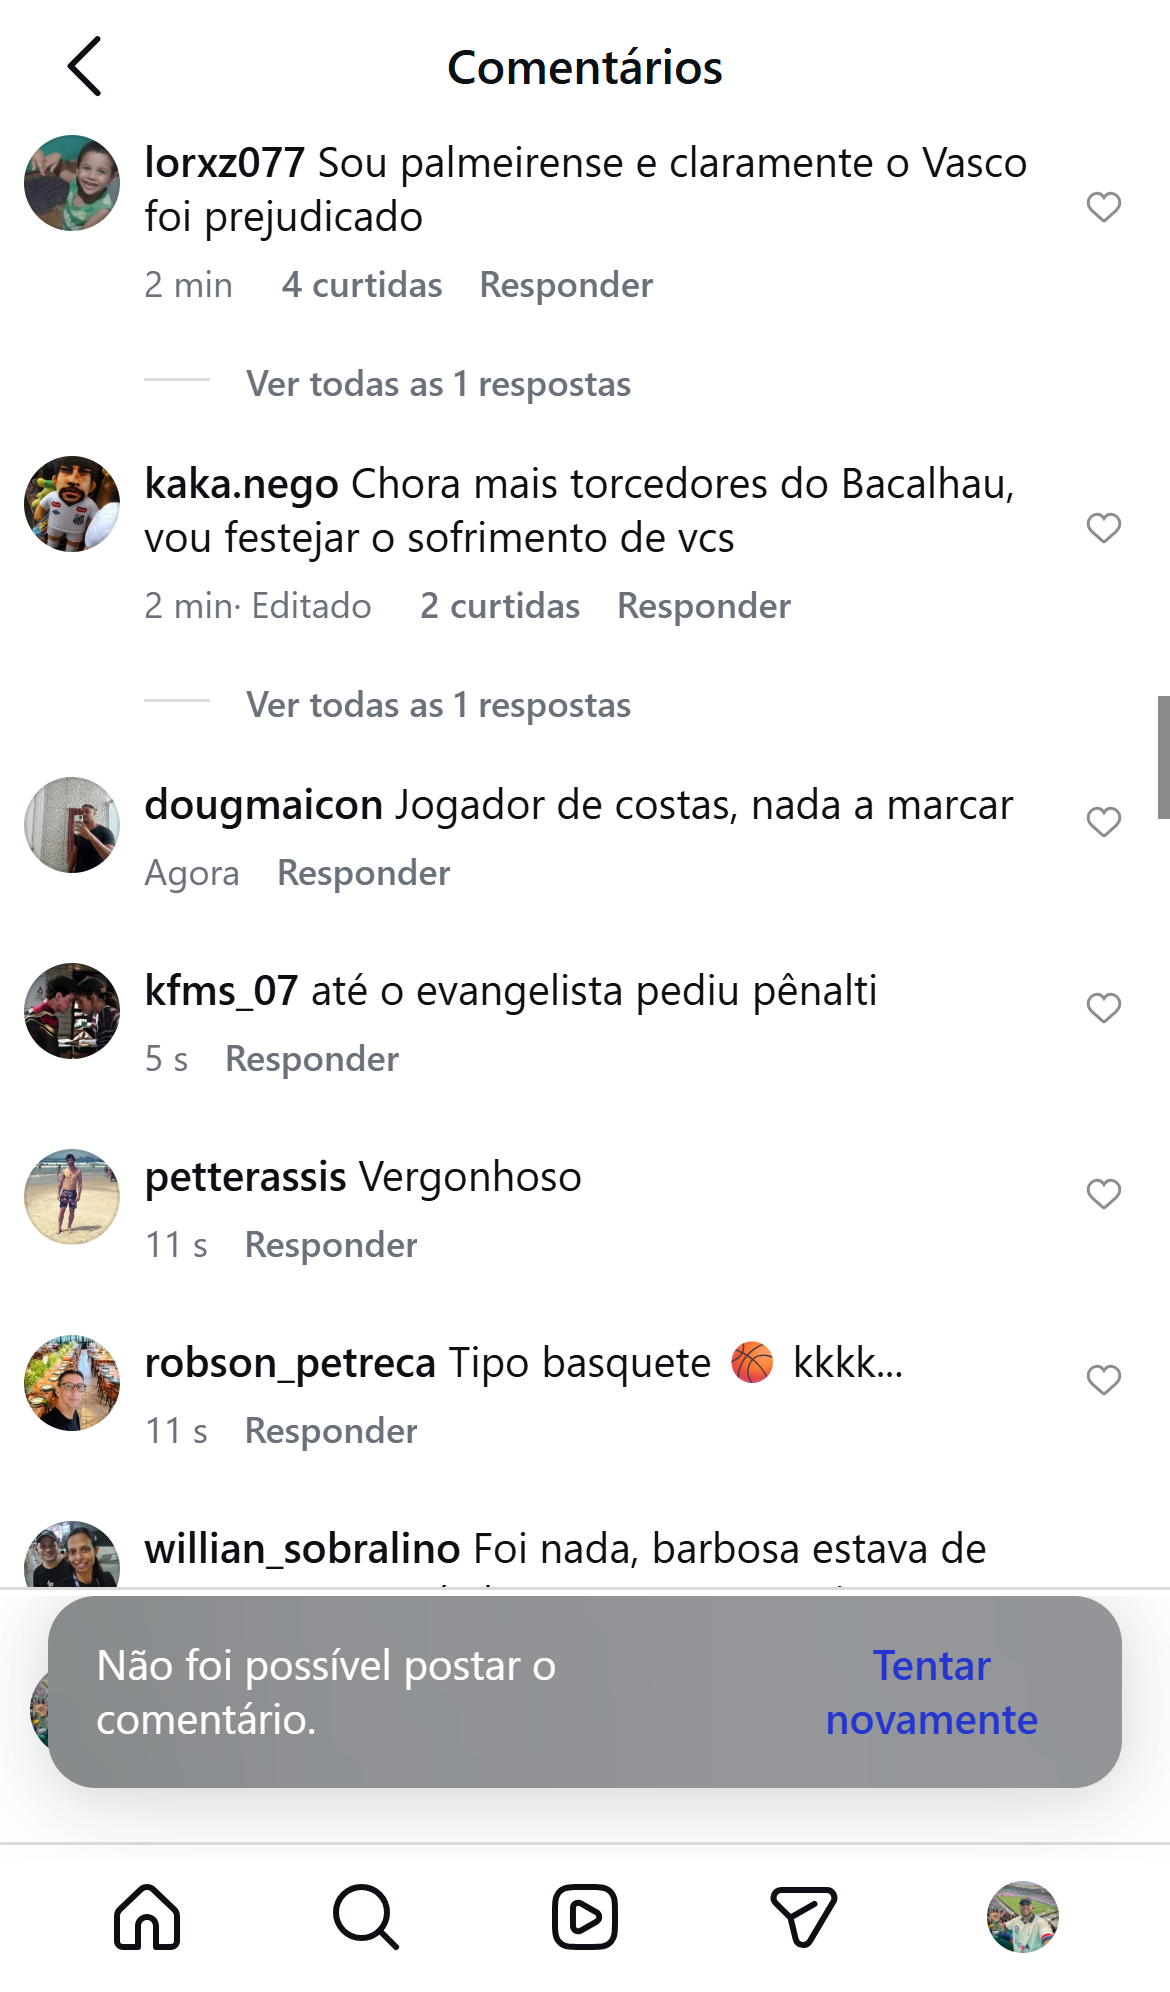 Comentários
lorxz077 Sou palmeirense e claramente o Vasco
foi prejudicado
2 min 4 curtidas Responder
Ver todas as 1 respostas
kaka.nego Chora mais torcedores do Bacalhau,
vou festejar o sofrimento de vcs
2 min· Editado 2 curtidas Responder
Ver todas as 1 respostas
dougmaicon Jogador de costas, nada a marcar
Agora Responder
kfms_07 até o evangelista pediu pênalti
5 s Responder
petterassis Vergonhoso
11 s Responder
robson_petreca Tipo basquete 🏀 kkkk...
11 s Responder
willian_sobralino Foi nada, barbosa estava de
Não foi possível postar o
comentário.
Tentar
novamente